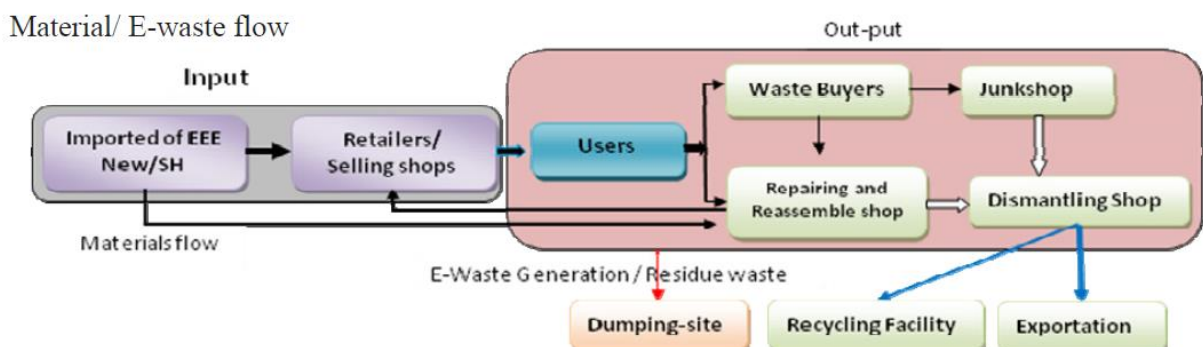 Material/ E-waste flow
Out-put
Input
Imported of EEE
New/SH
Retailers/
Selling shops
Users
Waste Buyers
Junkshop
Repairing and
Reassemble shop
Dismantling Shop
Materials flow
E-Waste Generation / Residue waste
Dumping-site
Recycling Facility
Exportation